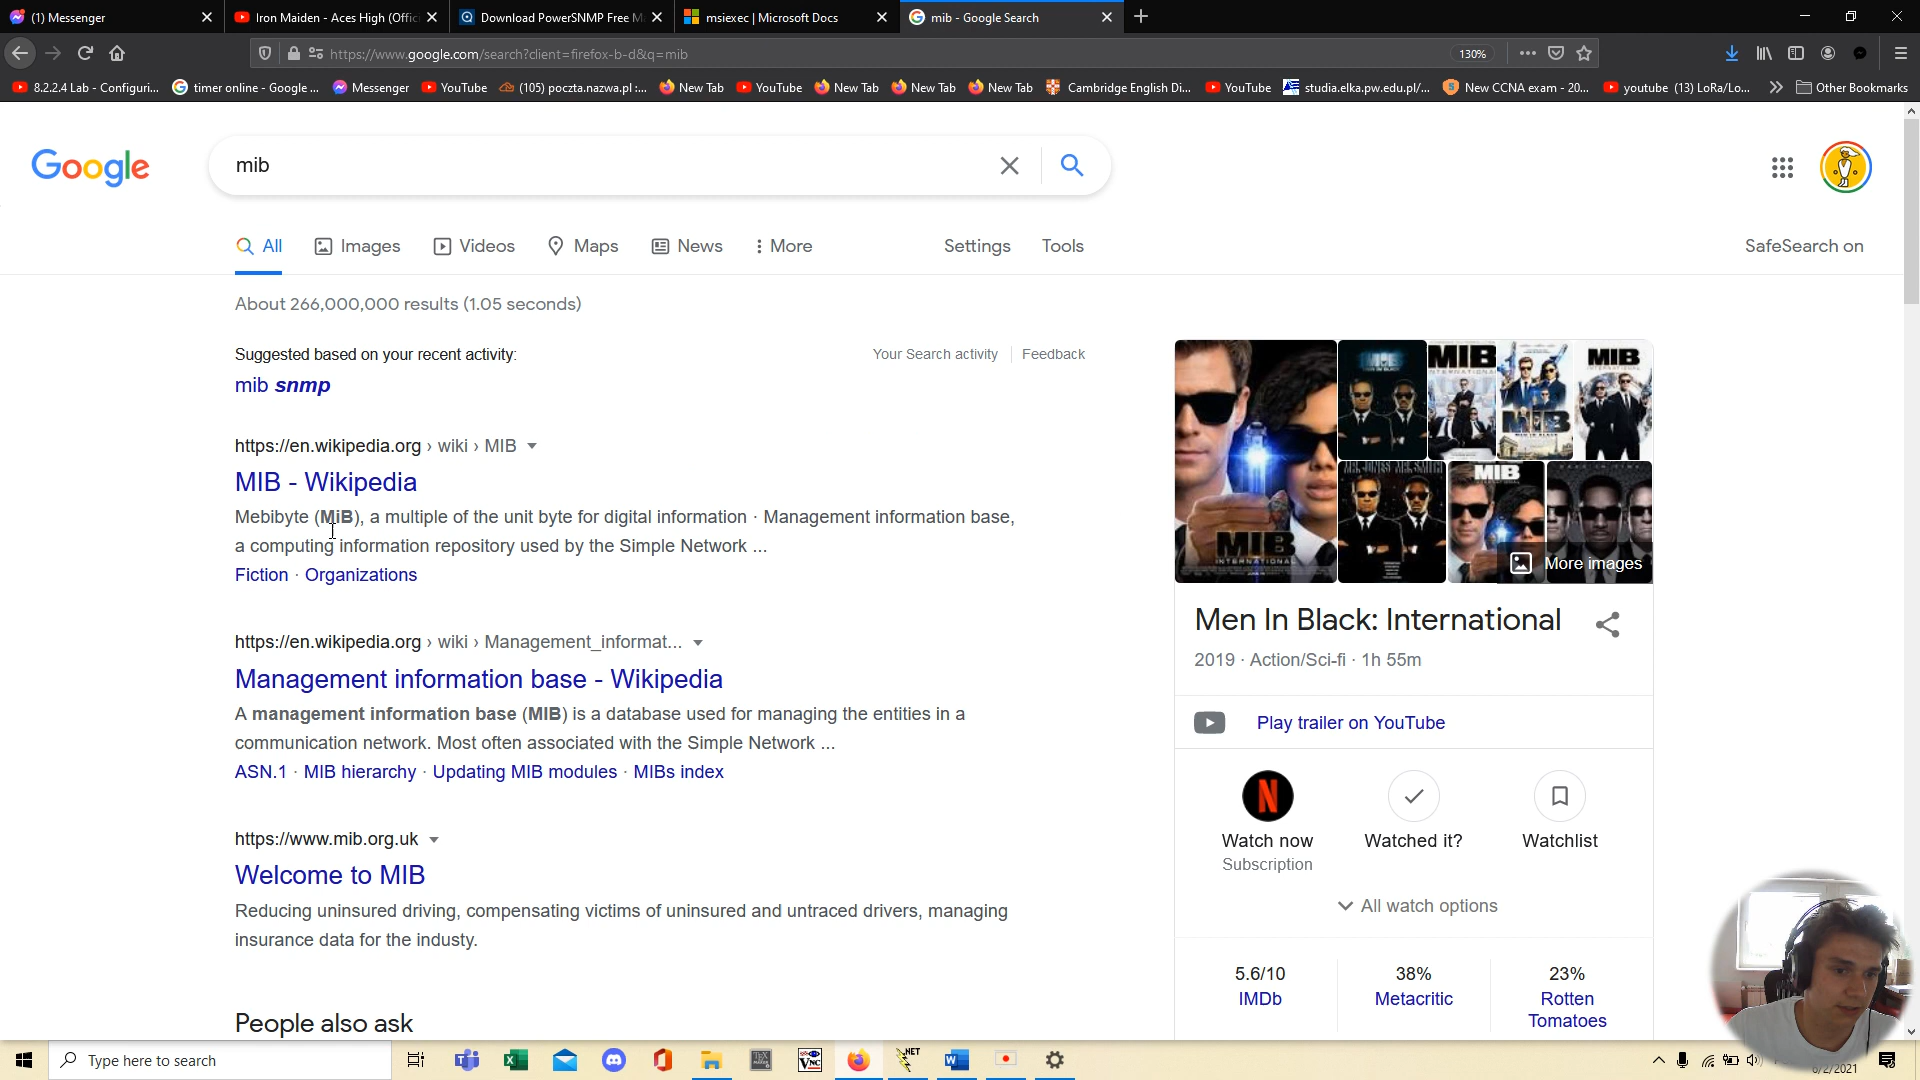 (1) Messenger
Iron Maiden - Aces High (Offic
Download PowerSNMP Free M
msiexec | Microsoft Docs
mib - Google Search
https://www.google.com/search?client=firefox-b-d&q=mib
130%
8.2.2.4 Lab - Configuri...
timer online - Google ...
Messenger
YouTube
(105) poczta.nazwa.pl :...
New Tab
YouTube
New Tab
New Tab
New Tab
Cambridge English Di...
YouTube
studia.elka.pw.edu.pl/...
New CCNA exam - 20...
youtube (13) LoRa/Lo...
Other Bookmarks
Google
mib
All
Images
Videos
Maps
News
More
Settings
Tools
SafeSearch on
About 266,000,000 results (1.05 seconds)
Suggested based on your recent activity:
Your Search activity
Feedback
mib snmp
https://en.wikipedia.org › wiki › MIB
MIB - Wikipedia
Mebibyte (MiB), a multiple of the unit byte for digital information · Management information base,
a computing information repository used by the Simple Network ...
Fiction · Organizations
https://en.wikipedia.org › wiki › Management_informat...
Management information base - Wikipedia
A management information base (MIB) is a database used for managing the entities in a
communication network. Most often associated with the Simple Network ...
ASN.1 · MIB hierarchy · Updating MIB modules · MIBs index
https://www.mib.org.uk
Welcome to MIB
Reducing uninsured driving, compensating victims of uninsured and untraced drivers, managing
insurance data for the industy.
People also ask
MIB
INTERNATIONAL
MIB
INTERNATIONAL
MIB
MIB
MIB
MIB
More images
Men In Black: International
2019 · Action/Sci-fi · 1h 55m
Play trailer on YouTube
Watch now
Subscription
Watched it?
Watchlist
All watch options
5.6/10
IMDb
38%
Metacritic
23%
Rotten
Tomatoes
Type here to search
.NET
6/2/2021